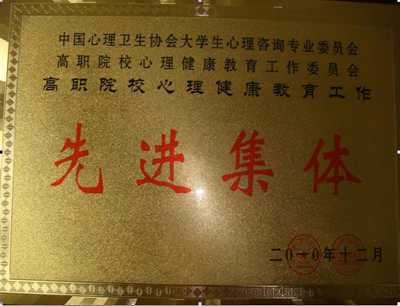 中国心理卫生协会大学生心理咨询专业委员会
高职院校心理健康教育工作委员会
高职院校心理健康教育工作
先进集体
二〇一〇年十二月